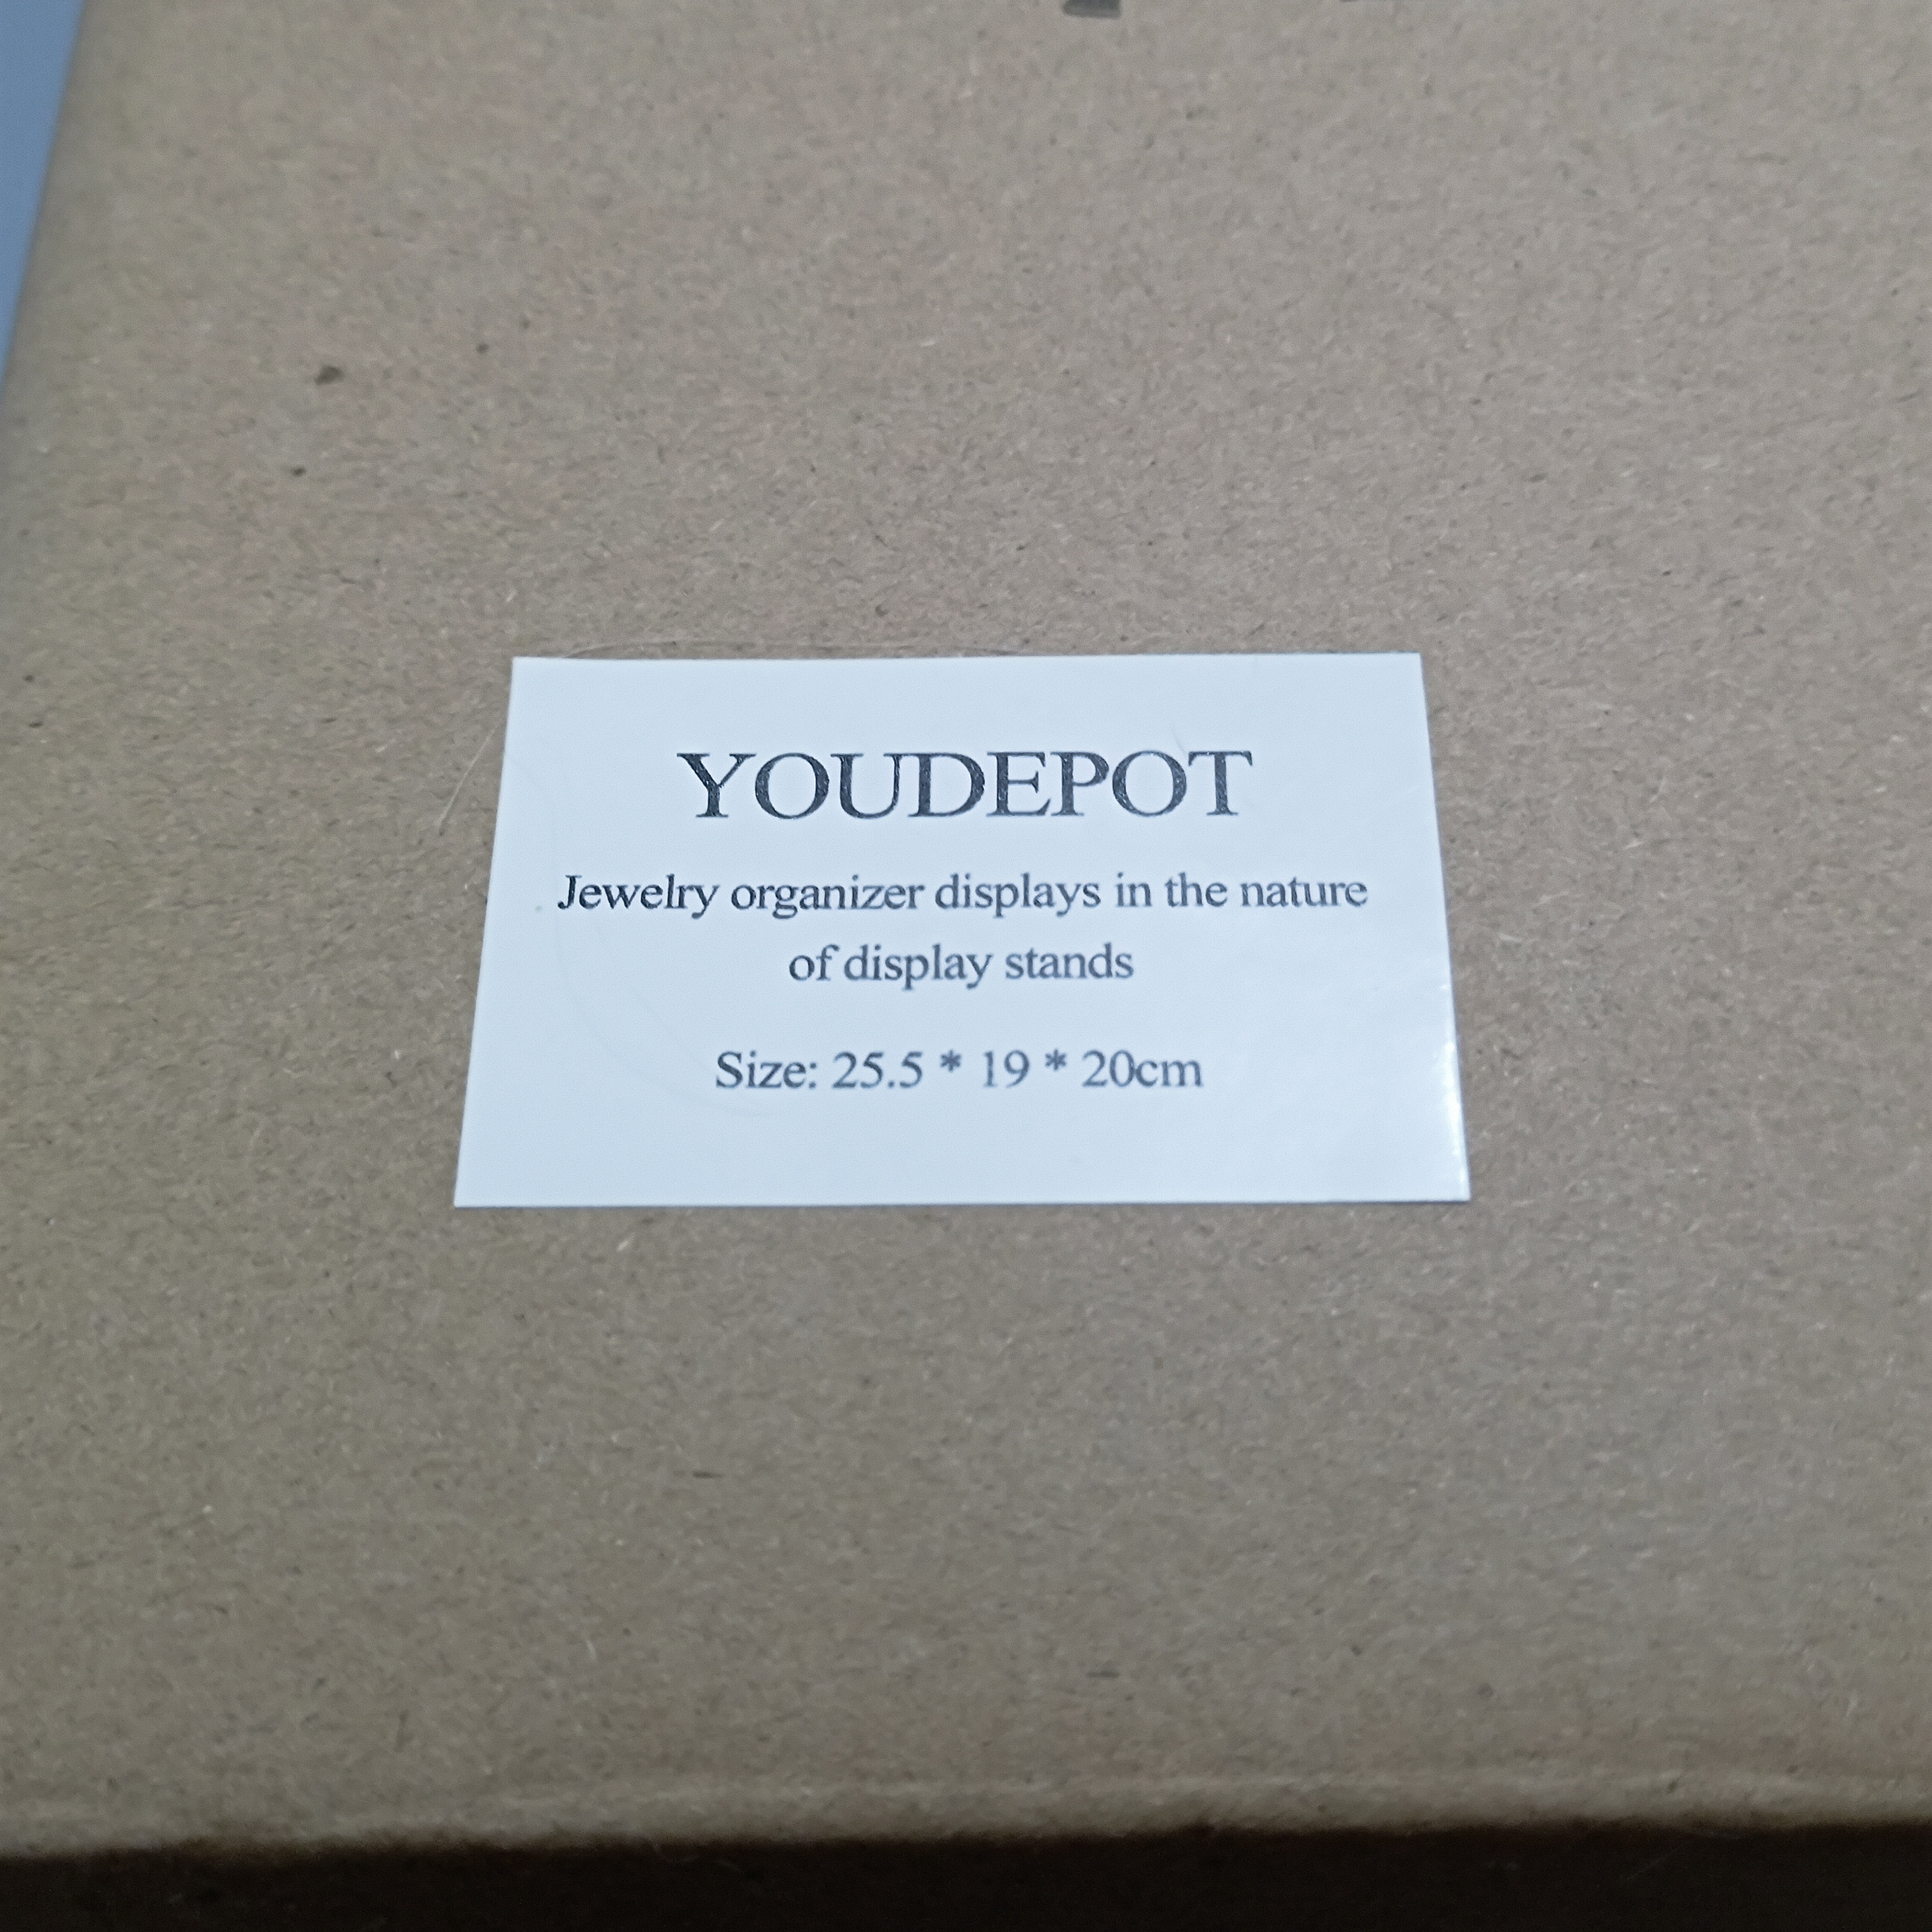 YOUDEPOT
Jewelry organizer displays in the nature
of display stands
Size: 25.5 * 19 * 20cm